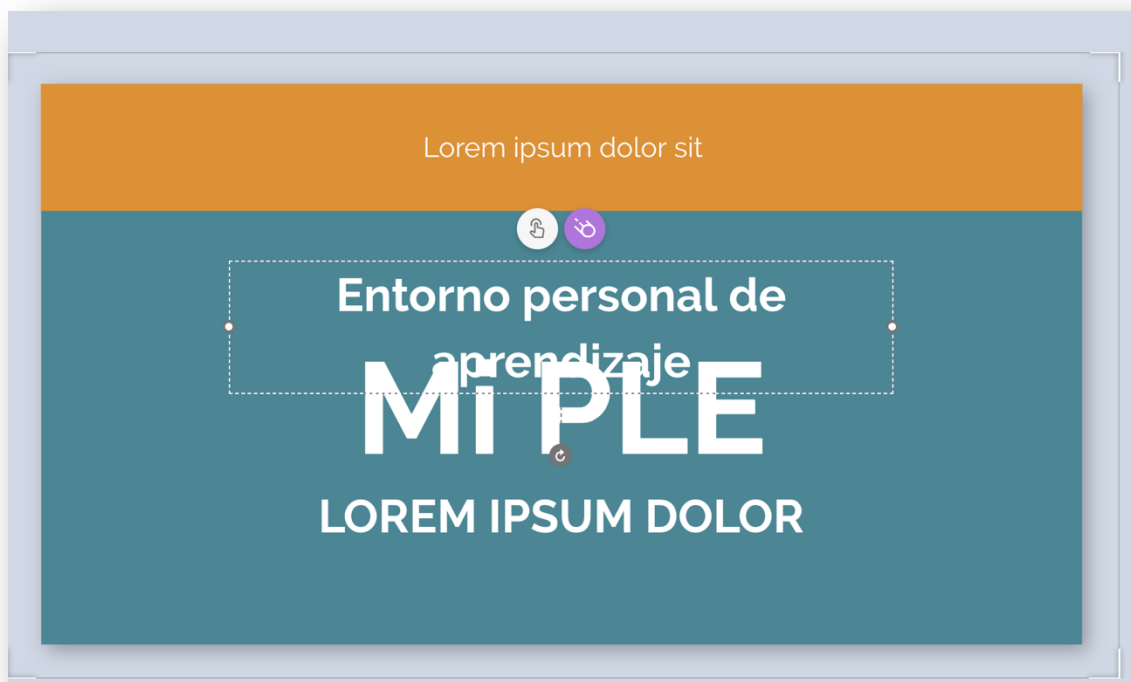 Lorem ipsum dolor sit
Entorno personal de
aprendizaje
Mi PLE
LOREM IPSUM DOLOR